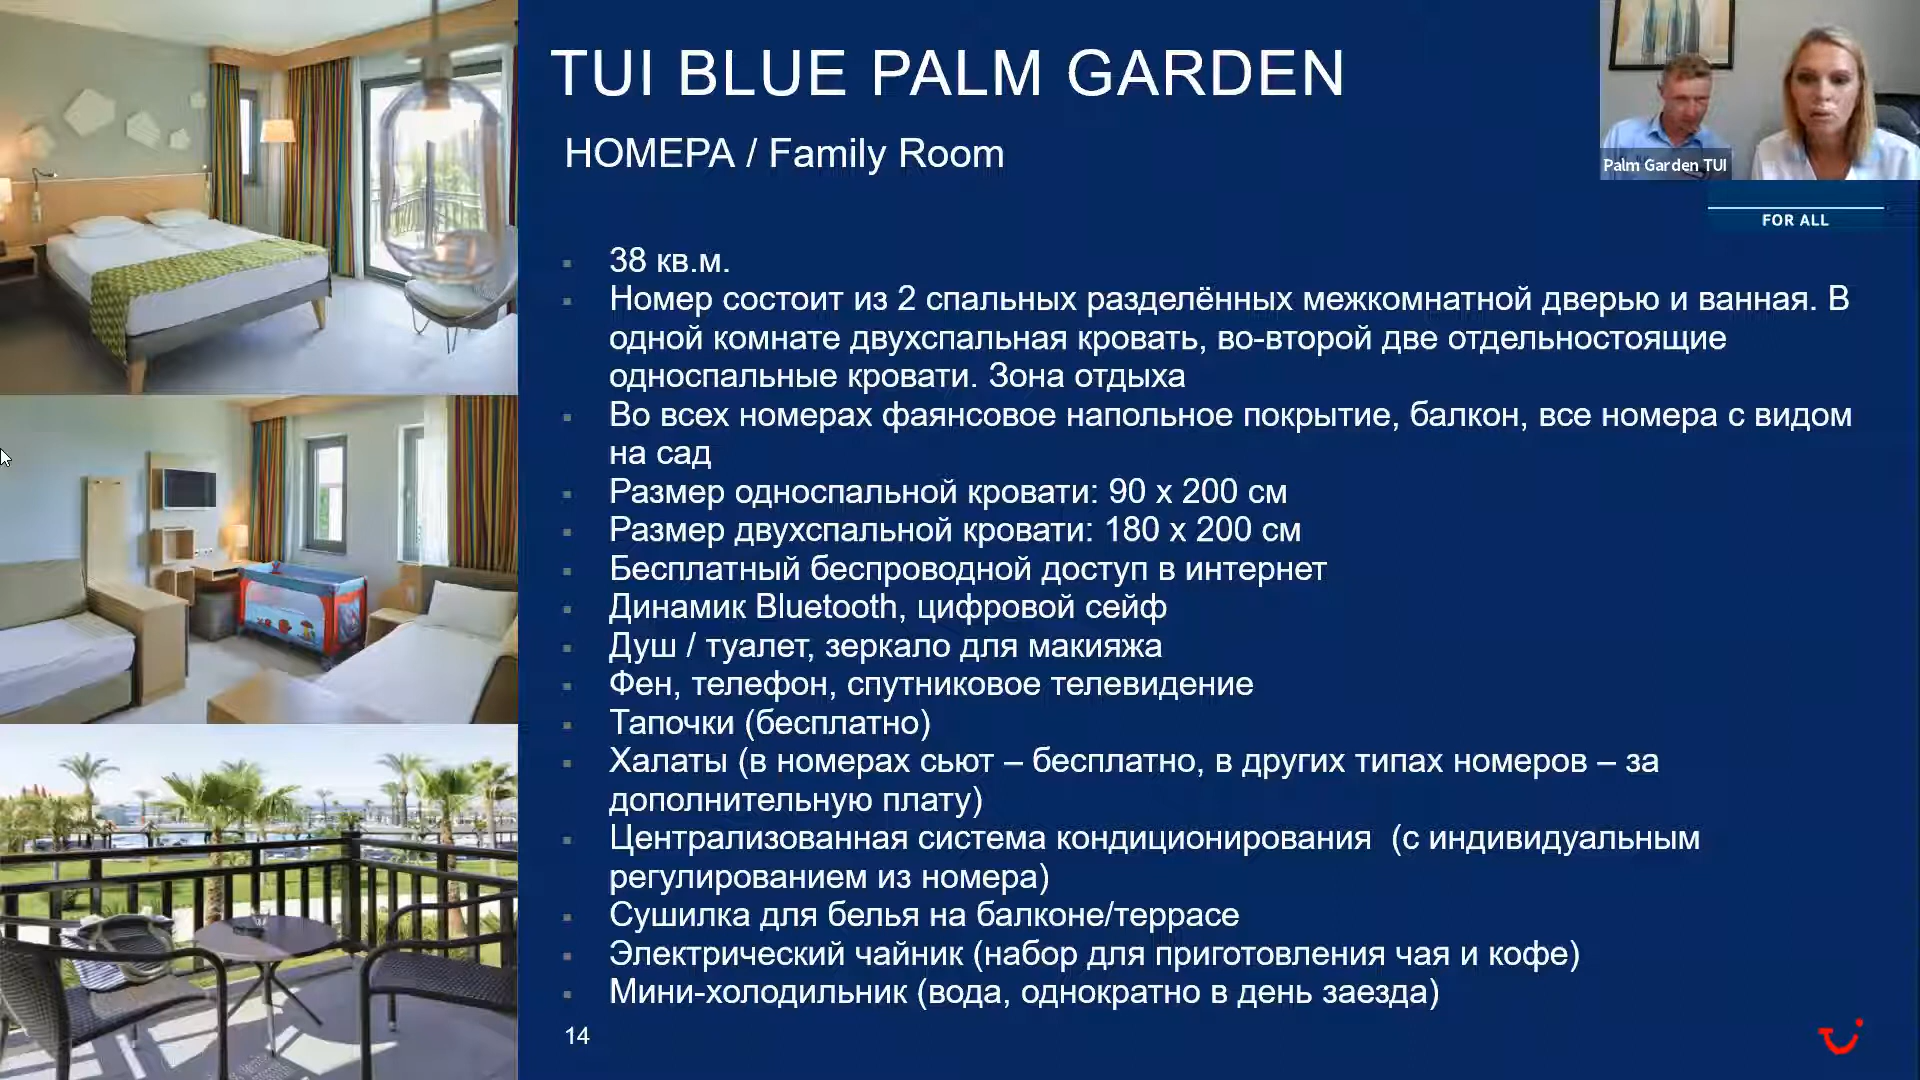 TUI BLUE PALM GARDEN
НОМЕРА / Family Room
Palm Garden TUI
FOR ALL
38 кв.м.
Номер состоит из 2 спальных разделённых межкомнатной дверью и ванная. В
одной комнате двухспальная кровать, во-второй две отдельностоящие
односпальные кровати. Зона отдыха
Во всех номерах фаянсовое напольное покрытие, балкон, все номера с видом
на сад
Размер односпальной кровати: 90 x 200 см
Размер двухспальной кровати: 180 x 200 см
Бесплатный беспроводной доступ в интернет
Динамик Bluetooth, цифровой сейф
Душ / туалет, зеркало для макияжа
Фен, телефон, спутниковое телевидение
Тапочки (бесплатно)
Халаты (в номерах сьют – бесплатно, в других типах номеров – за
дополнительную плату)
Централизованная система кондиционирования (с индивидуальным
регулированием из номера)
Сушилка для белья на балконе/террасе
Электрический чайник (набор для приготовления чая и кофе)
Мини-холодильник (вода, однократно в день заезда)
14